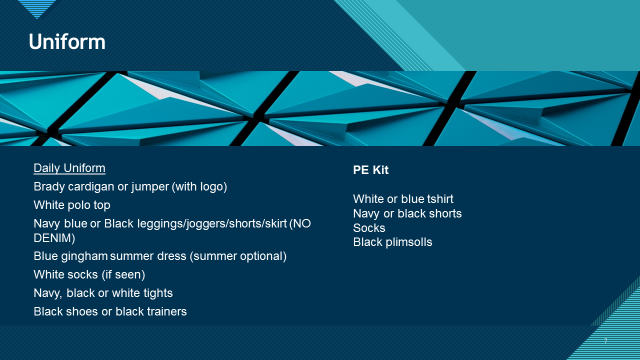 Uniform
Daily Uniform
Brady cardigan or jumper (with logo)
White polo top
Navy blue or Black leggings/joggers/shorts/skirt (NO
DENIM)
Blue gingham summer dress (summer optional)
White socks (if seen)
Navy, black or white tights
Black shoes or black trainers
PE Kit
White or blue tshirt
Navy or black shorts
Socks
Black plimsolls
7